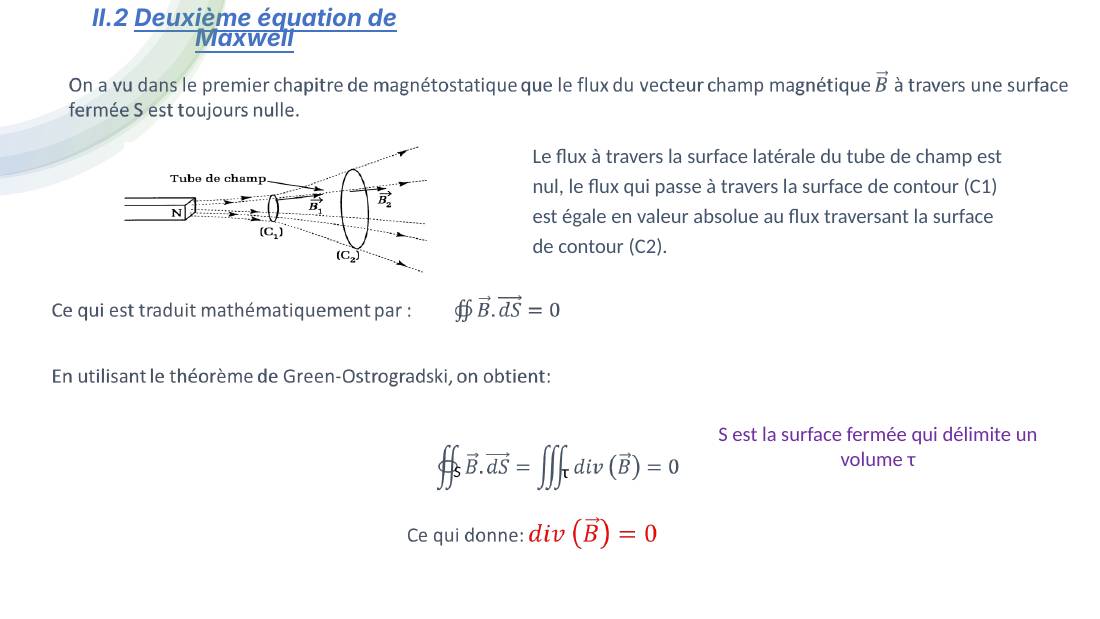 II.2 Deuxième équation de
Maxwell
On a vu dans le premier chapitre de magnétostatique que le flux du vecteur champ magnétique B⃗ à travers une surface
fermée S est toujours nulle.
Le flux à travers la surface latérale du tube de champ est
nul, le flux qui passe à travers la surface de contour (C1)
est égale en valeur absolue au flux traversant la surface
de contour (C2).
Tube de champ
N
B⃗₁
B⃗₂
(C₁)
(C₂)
Ce qui est traduit mathématiquement par : ∯ B⃗. dS⃗ = 0
En utilisant le théorème de Green-Ostrogradski, on obtient:
S est la surface fermée qui délimite un
volume τ
∯S B⃗. dS⃗ = ∭τ div (B⃗) = 0
Ce qui donne: div (B⃗) = 0